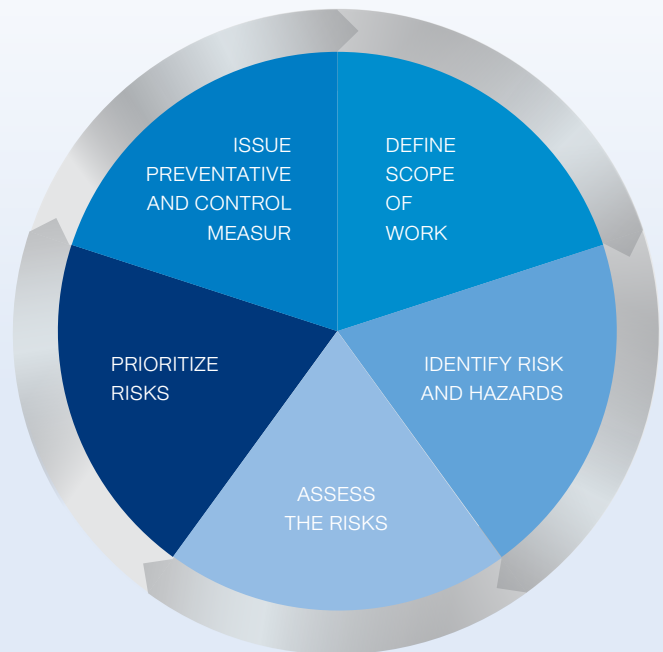 ISSUE
PREVENTATIVE
AND CONTROL
MEASUR
DEFINE
SCOPE
OF
WORK
IDENTIFY RISK
AND HAZARDS
ASSESS
THE RISKS
PRIORITIZE
RISKS